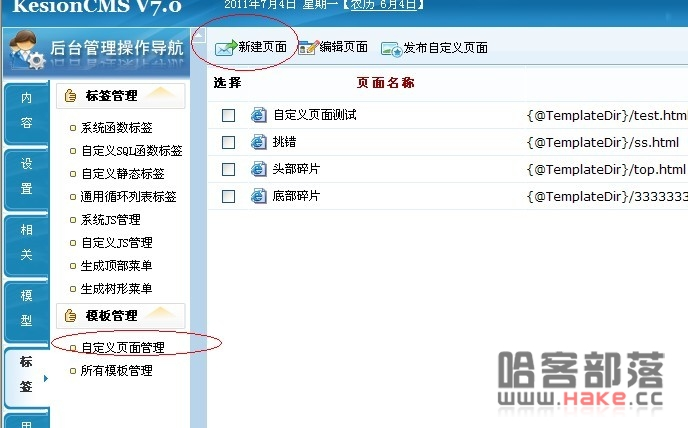 KesionCMS V7.0
2011年7月4日 星期一【农历 6月4日】
后台管理操作导航
新建页面 编辑页面 发布自定义页面
选择 页面名称
自定义页面测试 {@TemplateDir}/test.html
挑错 {@TemplateDir}/ss.html
头部碎片 {@TemplateDir}/top.html
底部碎片 {@TemplateDir}/3333333
内容
设置
相关
模型
标签
标签管理
系统函数标签
自定义SQL函数标签
自定义静态标签
通用循环列表标签
系统JS管理
自定义JS管理
生成顶部菜单
生成树形菜单
模板管理
自定义页面管理
所有模板管理
哈客部落
www.Hake.cc